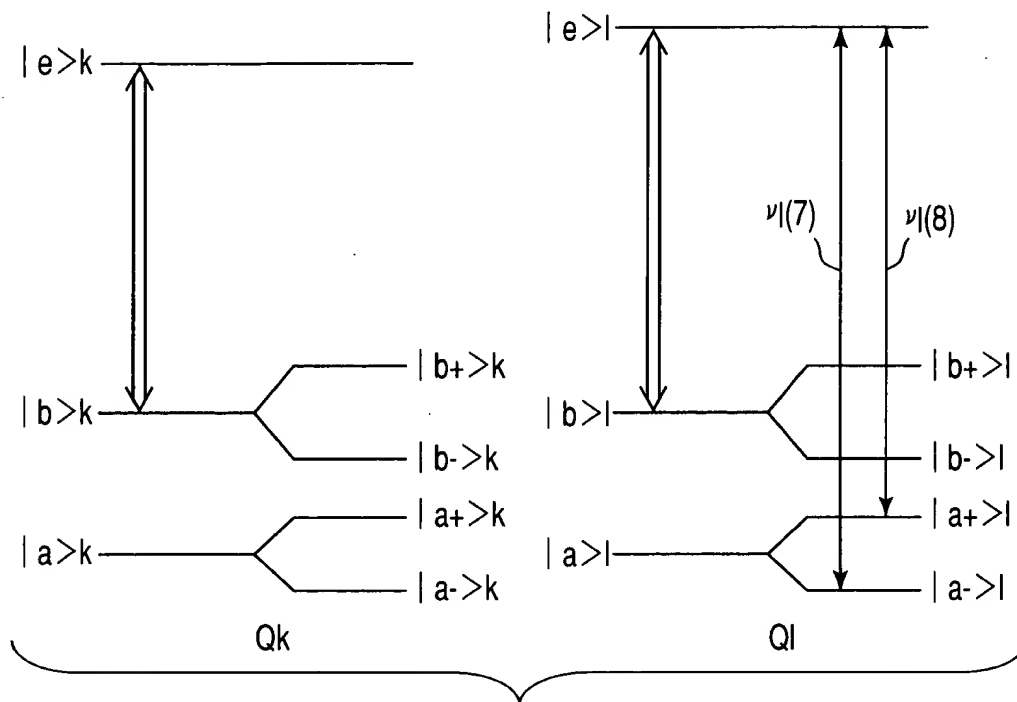 | e>k
| e>l
νl(7)
νl(8)
| b+>k
| b>k
| b->k
| a+>k
| a>k
| a->k
| b+>l
| b>l
| b->l
| a+>l
| a>l
| a->l
Qk
Ql